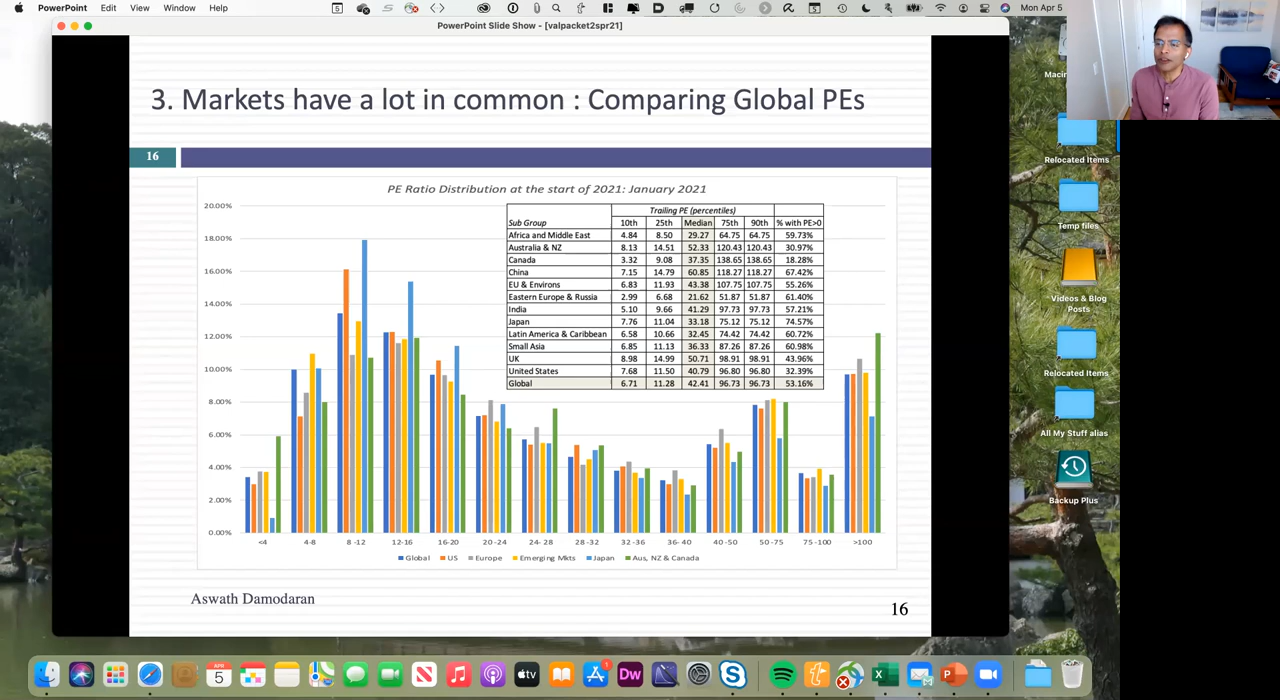 PowerPoint Edit View Window Help Mon Apr 5
PowerPoint Slide Show - [valpacket2spr21]
3. Markets have a lot in common : Comparing Global PEs
16
PE Ratio Distribution at the start of 2021: January 2021
20.00%
18.00%
16.00%
14.00%
12.00%
10.00%
8.00%
6.00%
4.00%
2.00%
0.00%
Trailing PE (percentiles)
Sub Group 10th 25th Median 75th 90th % with PE>0
Africa and Middle East 4.84 8.50 29.27 64.75 64.75 59.73%
Australia & NZ 8.13 14.51 52.33 120.43 120.43 30.97%
Canada 3.32 9.08 37.35 138.65 138.65 18.28%
China 7.15 14.79 60.85 118.27 118.27 67.42%
EU & Environs 6.83 11.93 43.38 107.75 107.75 55.26%
Eastern Europe & Russia 2.99 6.68 21.62 51.87 51.87 61.40%
India 5.10 9.66 41.29 97.73 97.73 57.21%
Japan 7.76 11.04 33.18 75.12 75.12 74.57%
Latin America & Caribbean 6.58 10.66 32.45 74.42 74.42 60.72%
Small Asia 6.85 11.13 36.33 87.26 87.26 60.98%
UK 8.98 14.99 50.71 98.91 98.91 43.96%
United States 7.68 11.50 40.79 96.80 96.80 32.39%
Global 6.71 11.28 42.41 96.73 96.73 53.16%
<4 4-8 8 -12 12-16 16-20 20 -24 24- 28 28 -32 32 -36 36- 40 40 -50 50 -75 75 -100 >100
Global US Europe Emerging Mkts Japan Aus, NZ & Canada
Aswath Damodaran
16
Relocated Items
Temp files
Videos & Blog
Posts
Relocated Items
All My Stuff alias
Backup Plus
APR
5
tv
Dw